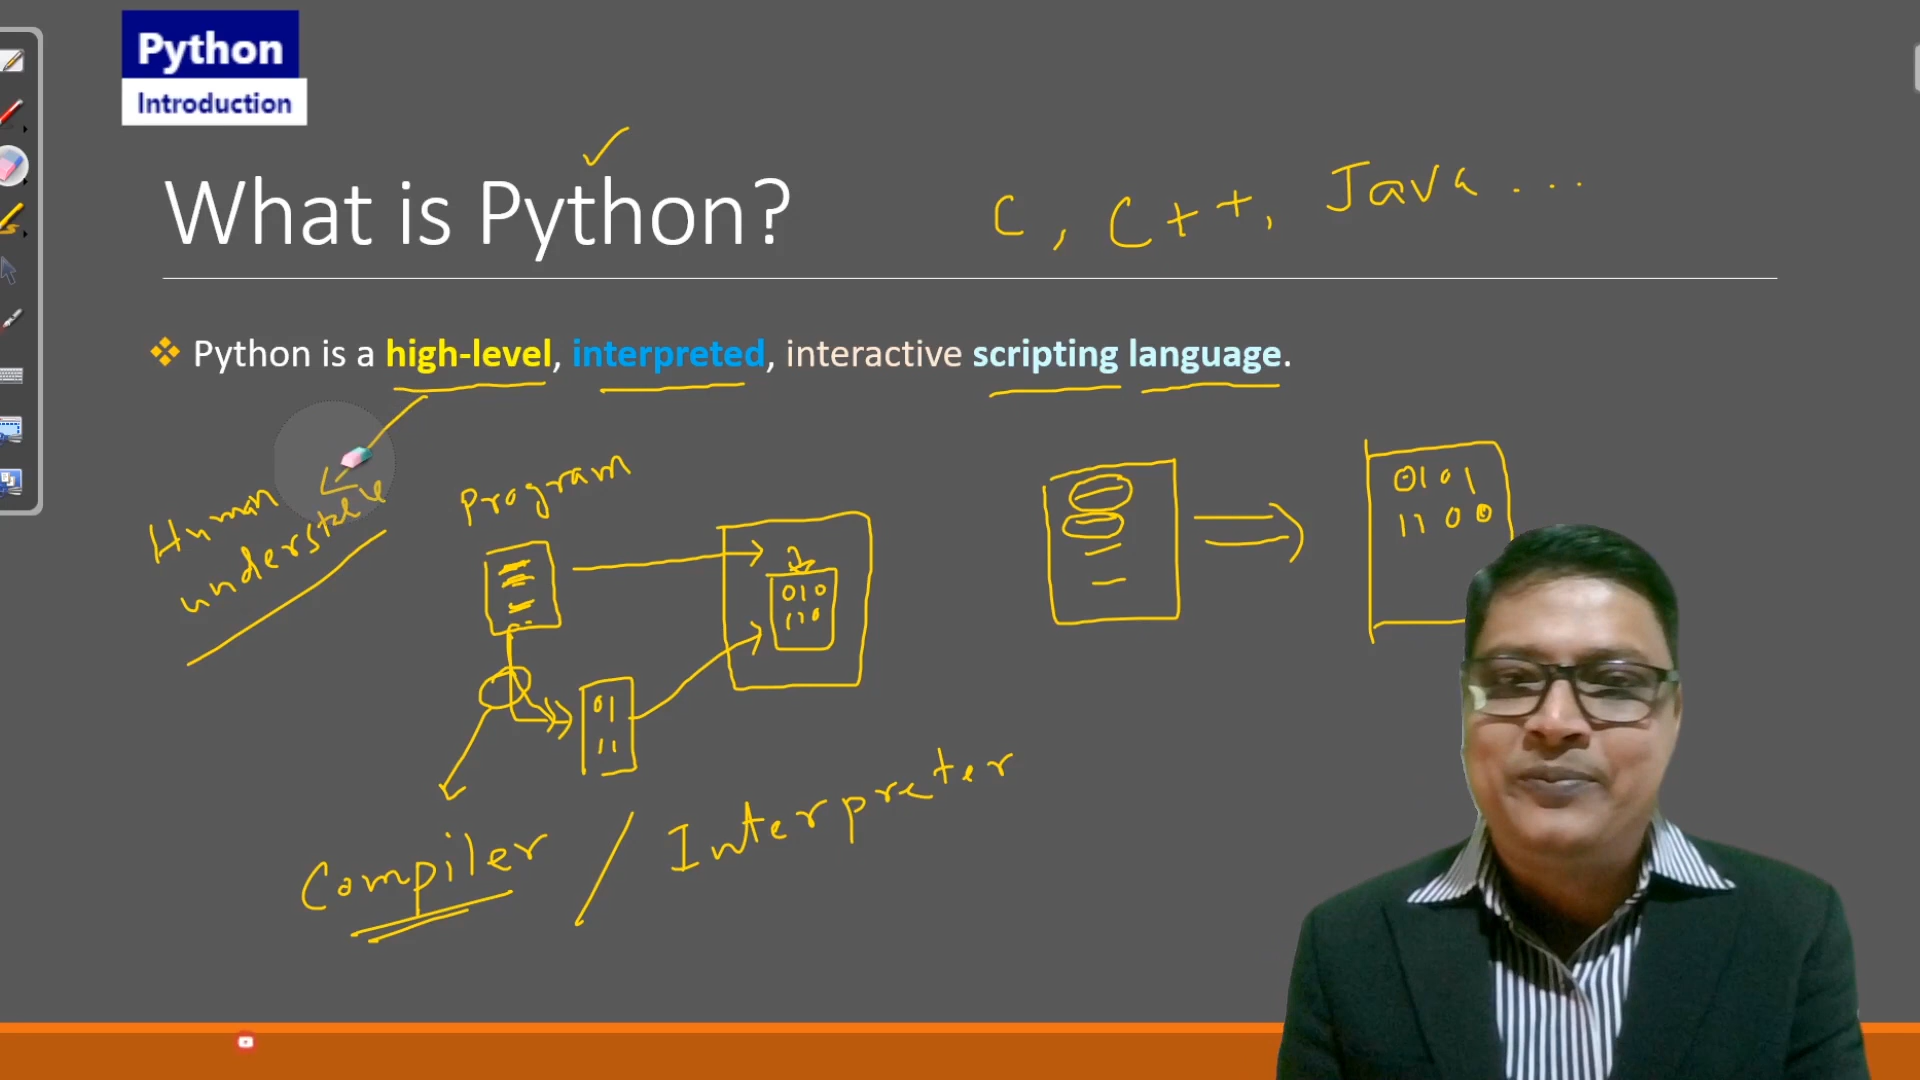 Python
Introduction
What is Python?
C, C++, Java ...
❖ Python is a high-level, interpreted, interactive scripting language.
Human
understable
Program
0101
1100
010
110
01
11
Compiler / Interpreter